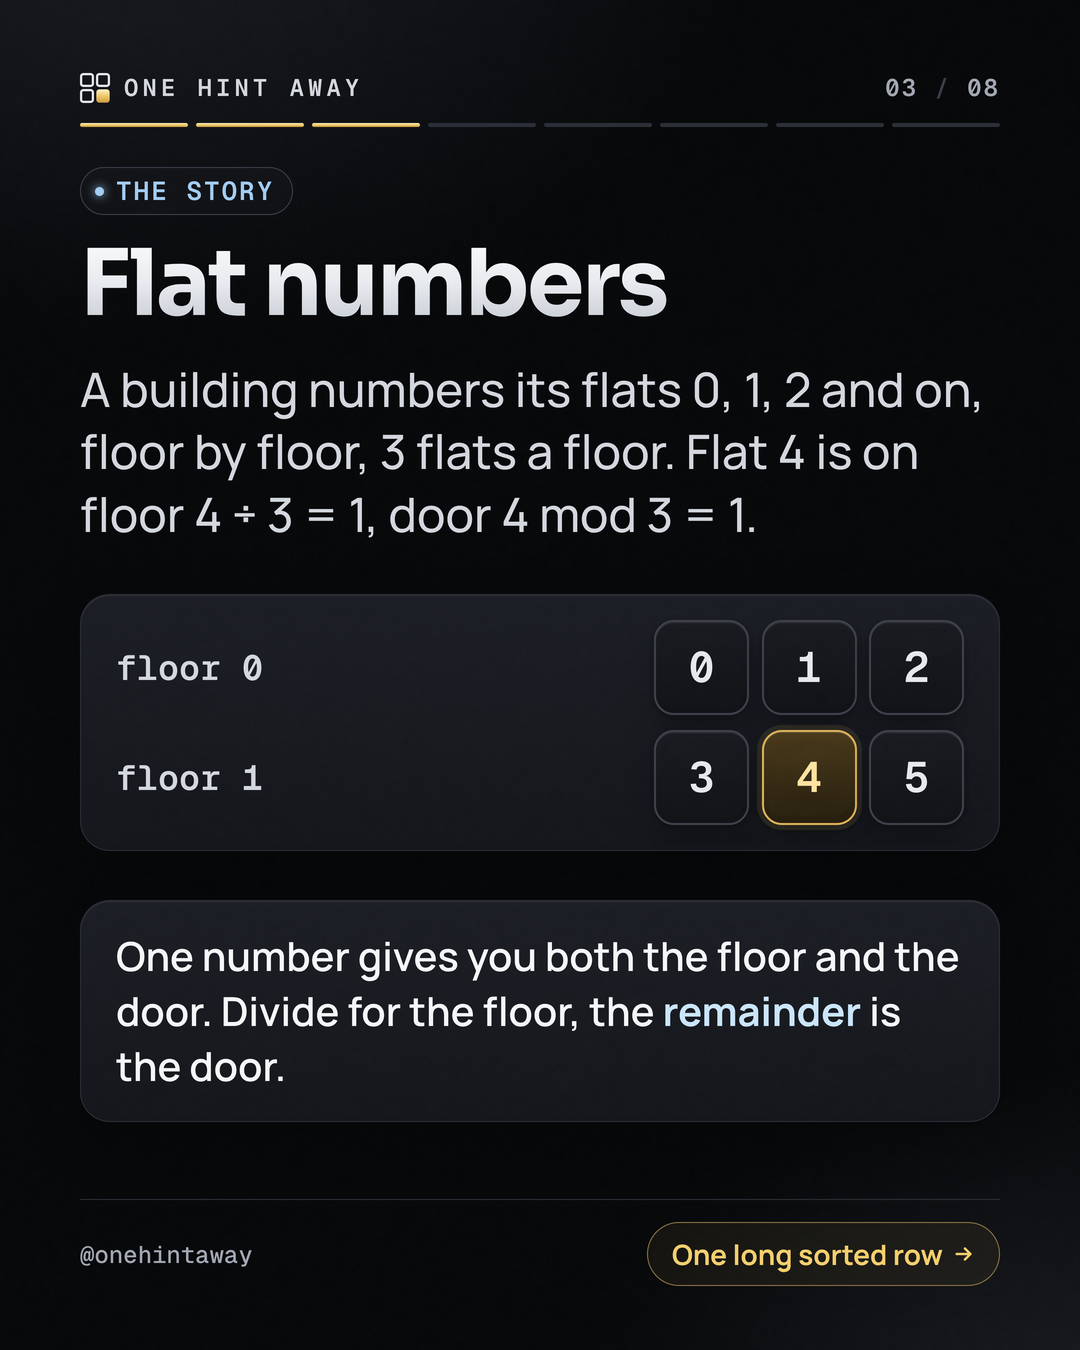 ONE HINT AWAY
03 / 08
THE STORY
Flat numbers
A building numbers its flats 0, 1, 2 and on,
floor by floor, 3 flats a floor. Flat 4 is on
floor 4 ÷ 3 = 1, door 4 mod 3 = 1.
floor 0
0 1 2
floor 1
3 4 5
One number gives you both the floor and the
door. Divide for the floor, the remainder is
the door.
@onehintaway
One long sorted row →